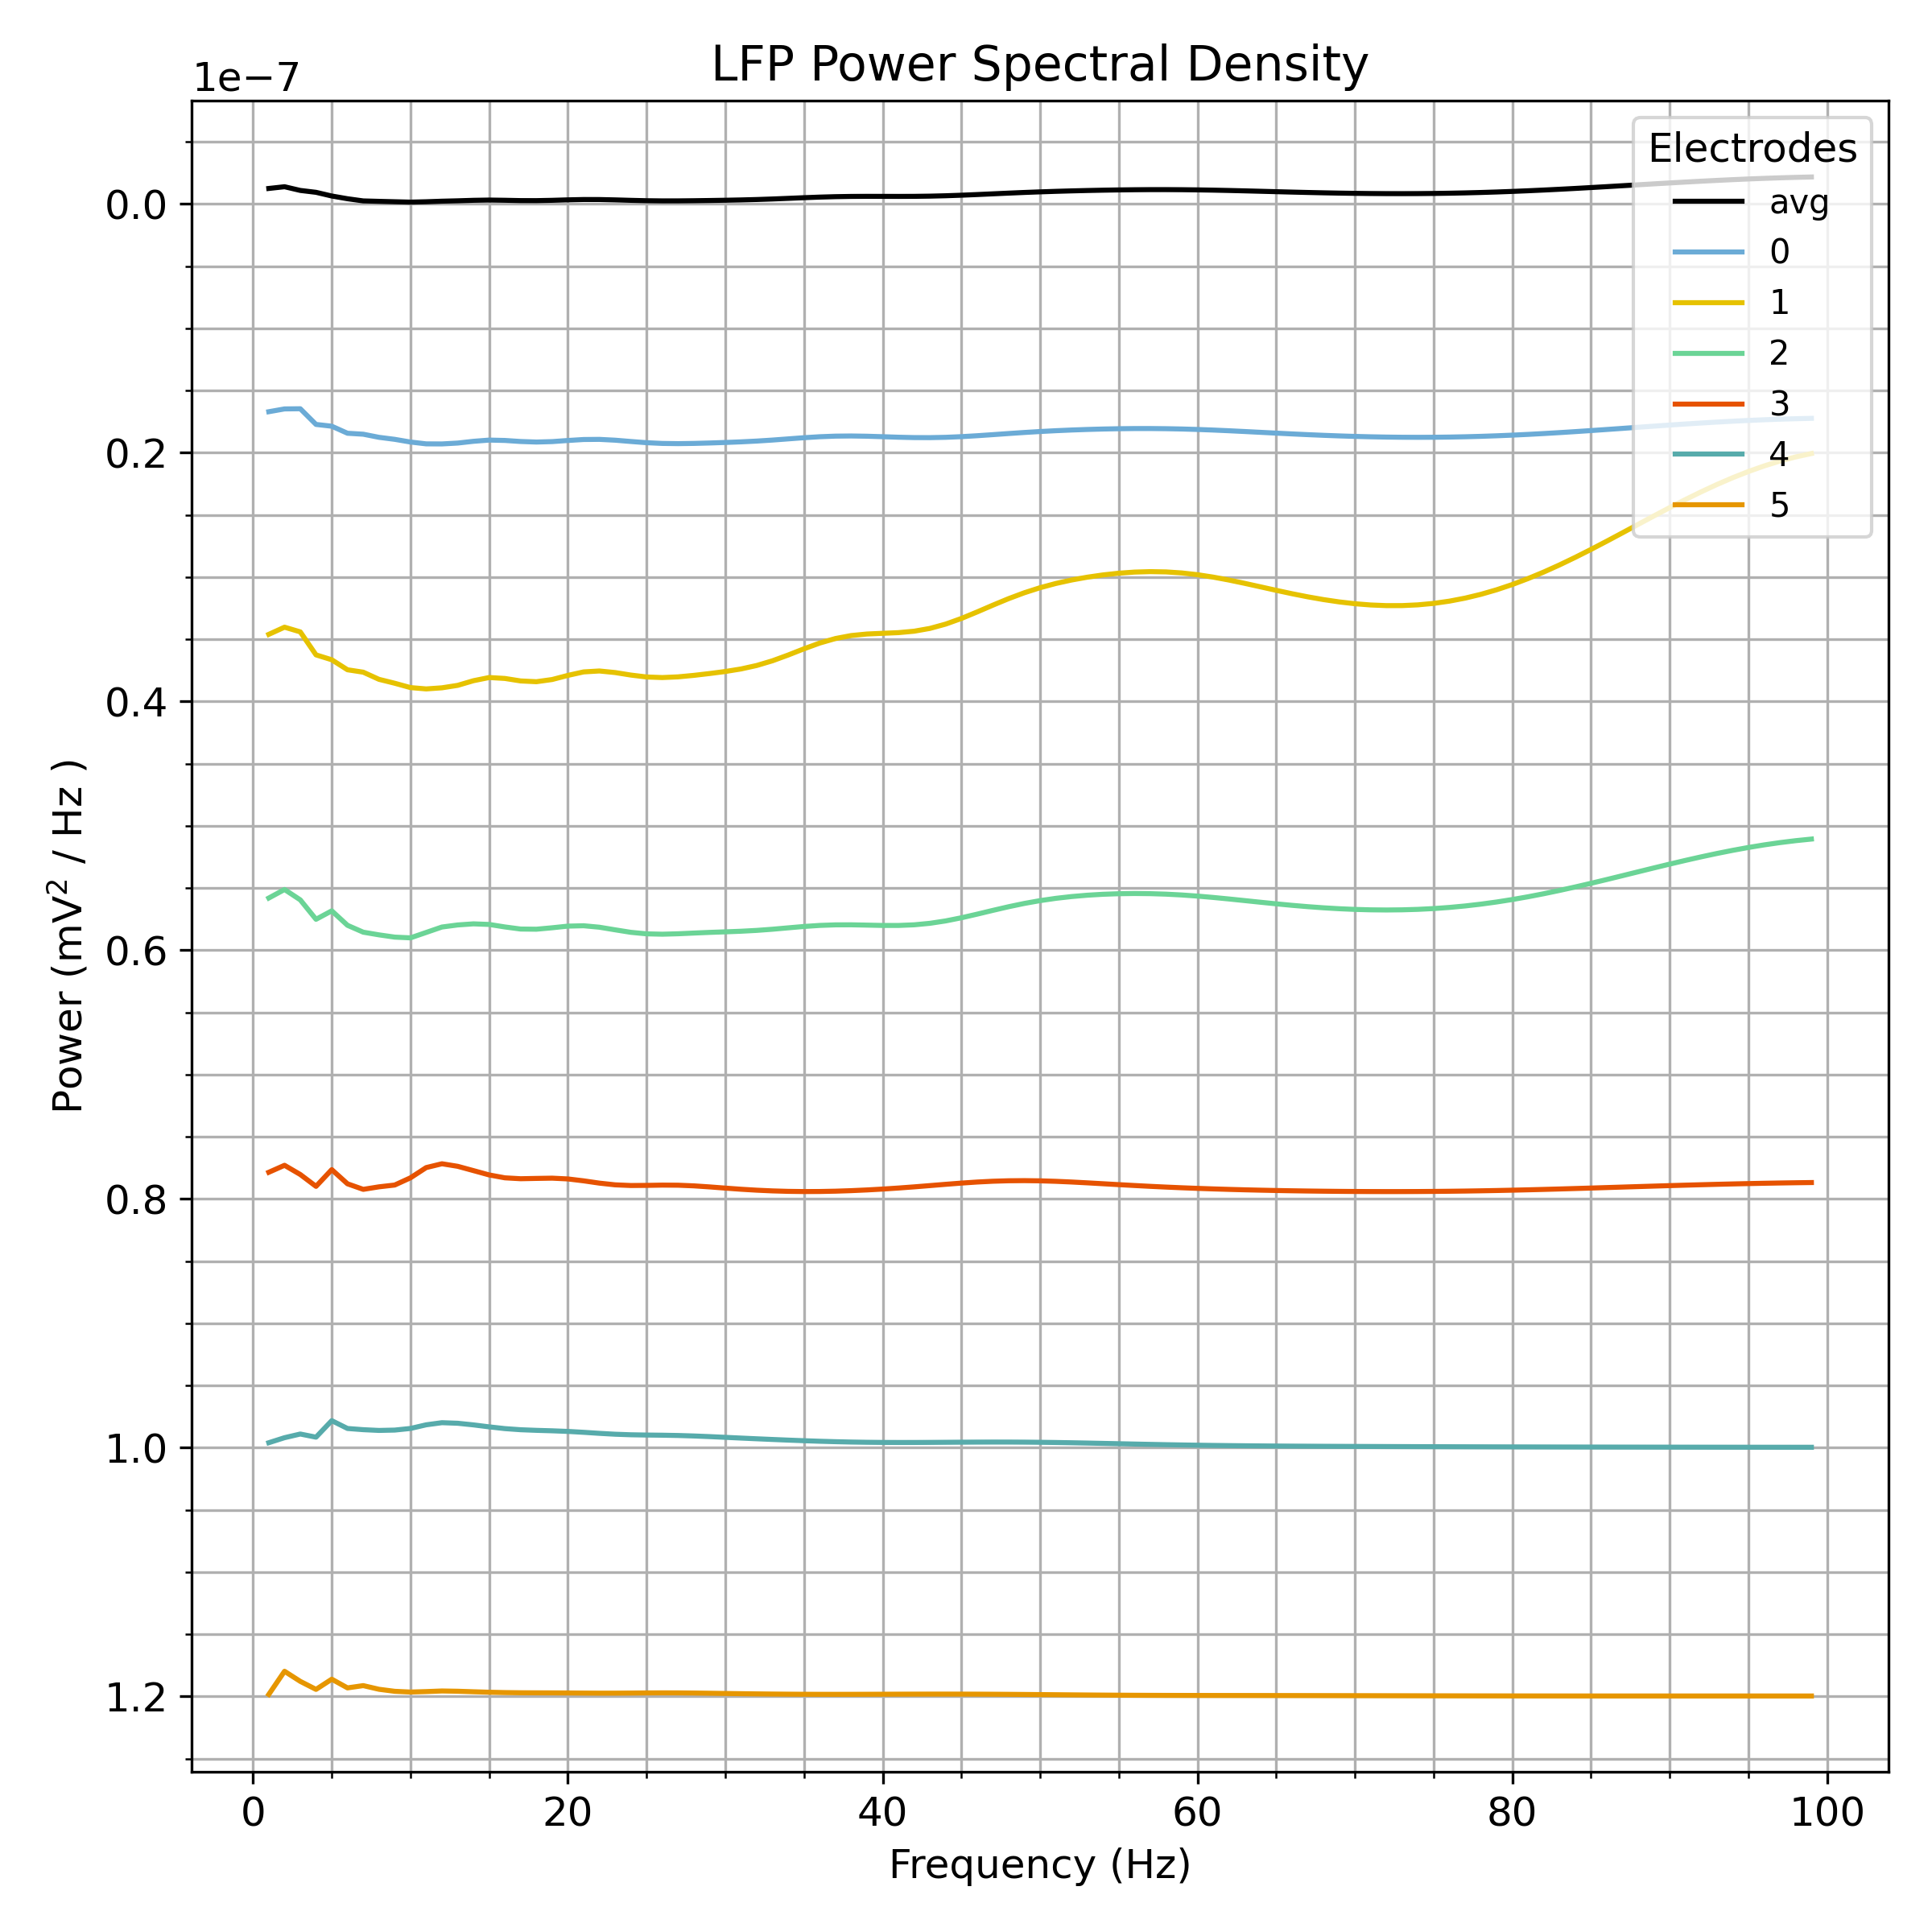 LFP Power Spectral Density
1e−7
Electrodes
avg
0
1
2
3
4
5
0.0
0.2
0.4
0.6
0.8
1.0
1.2
Power (mV² / Hz )
0 20 40 60 80 100
Frequency (Hz)